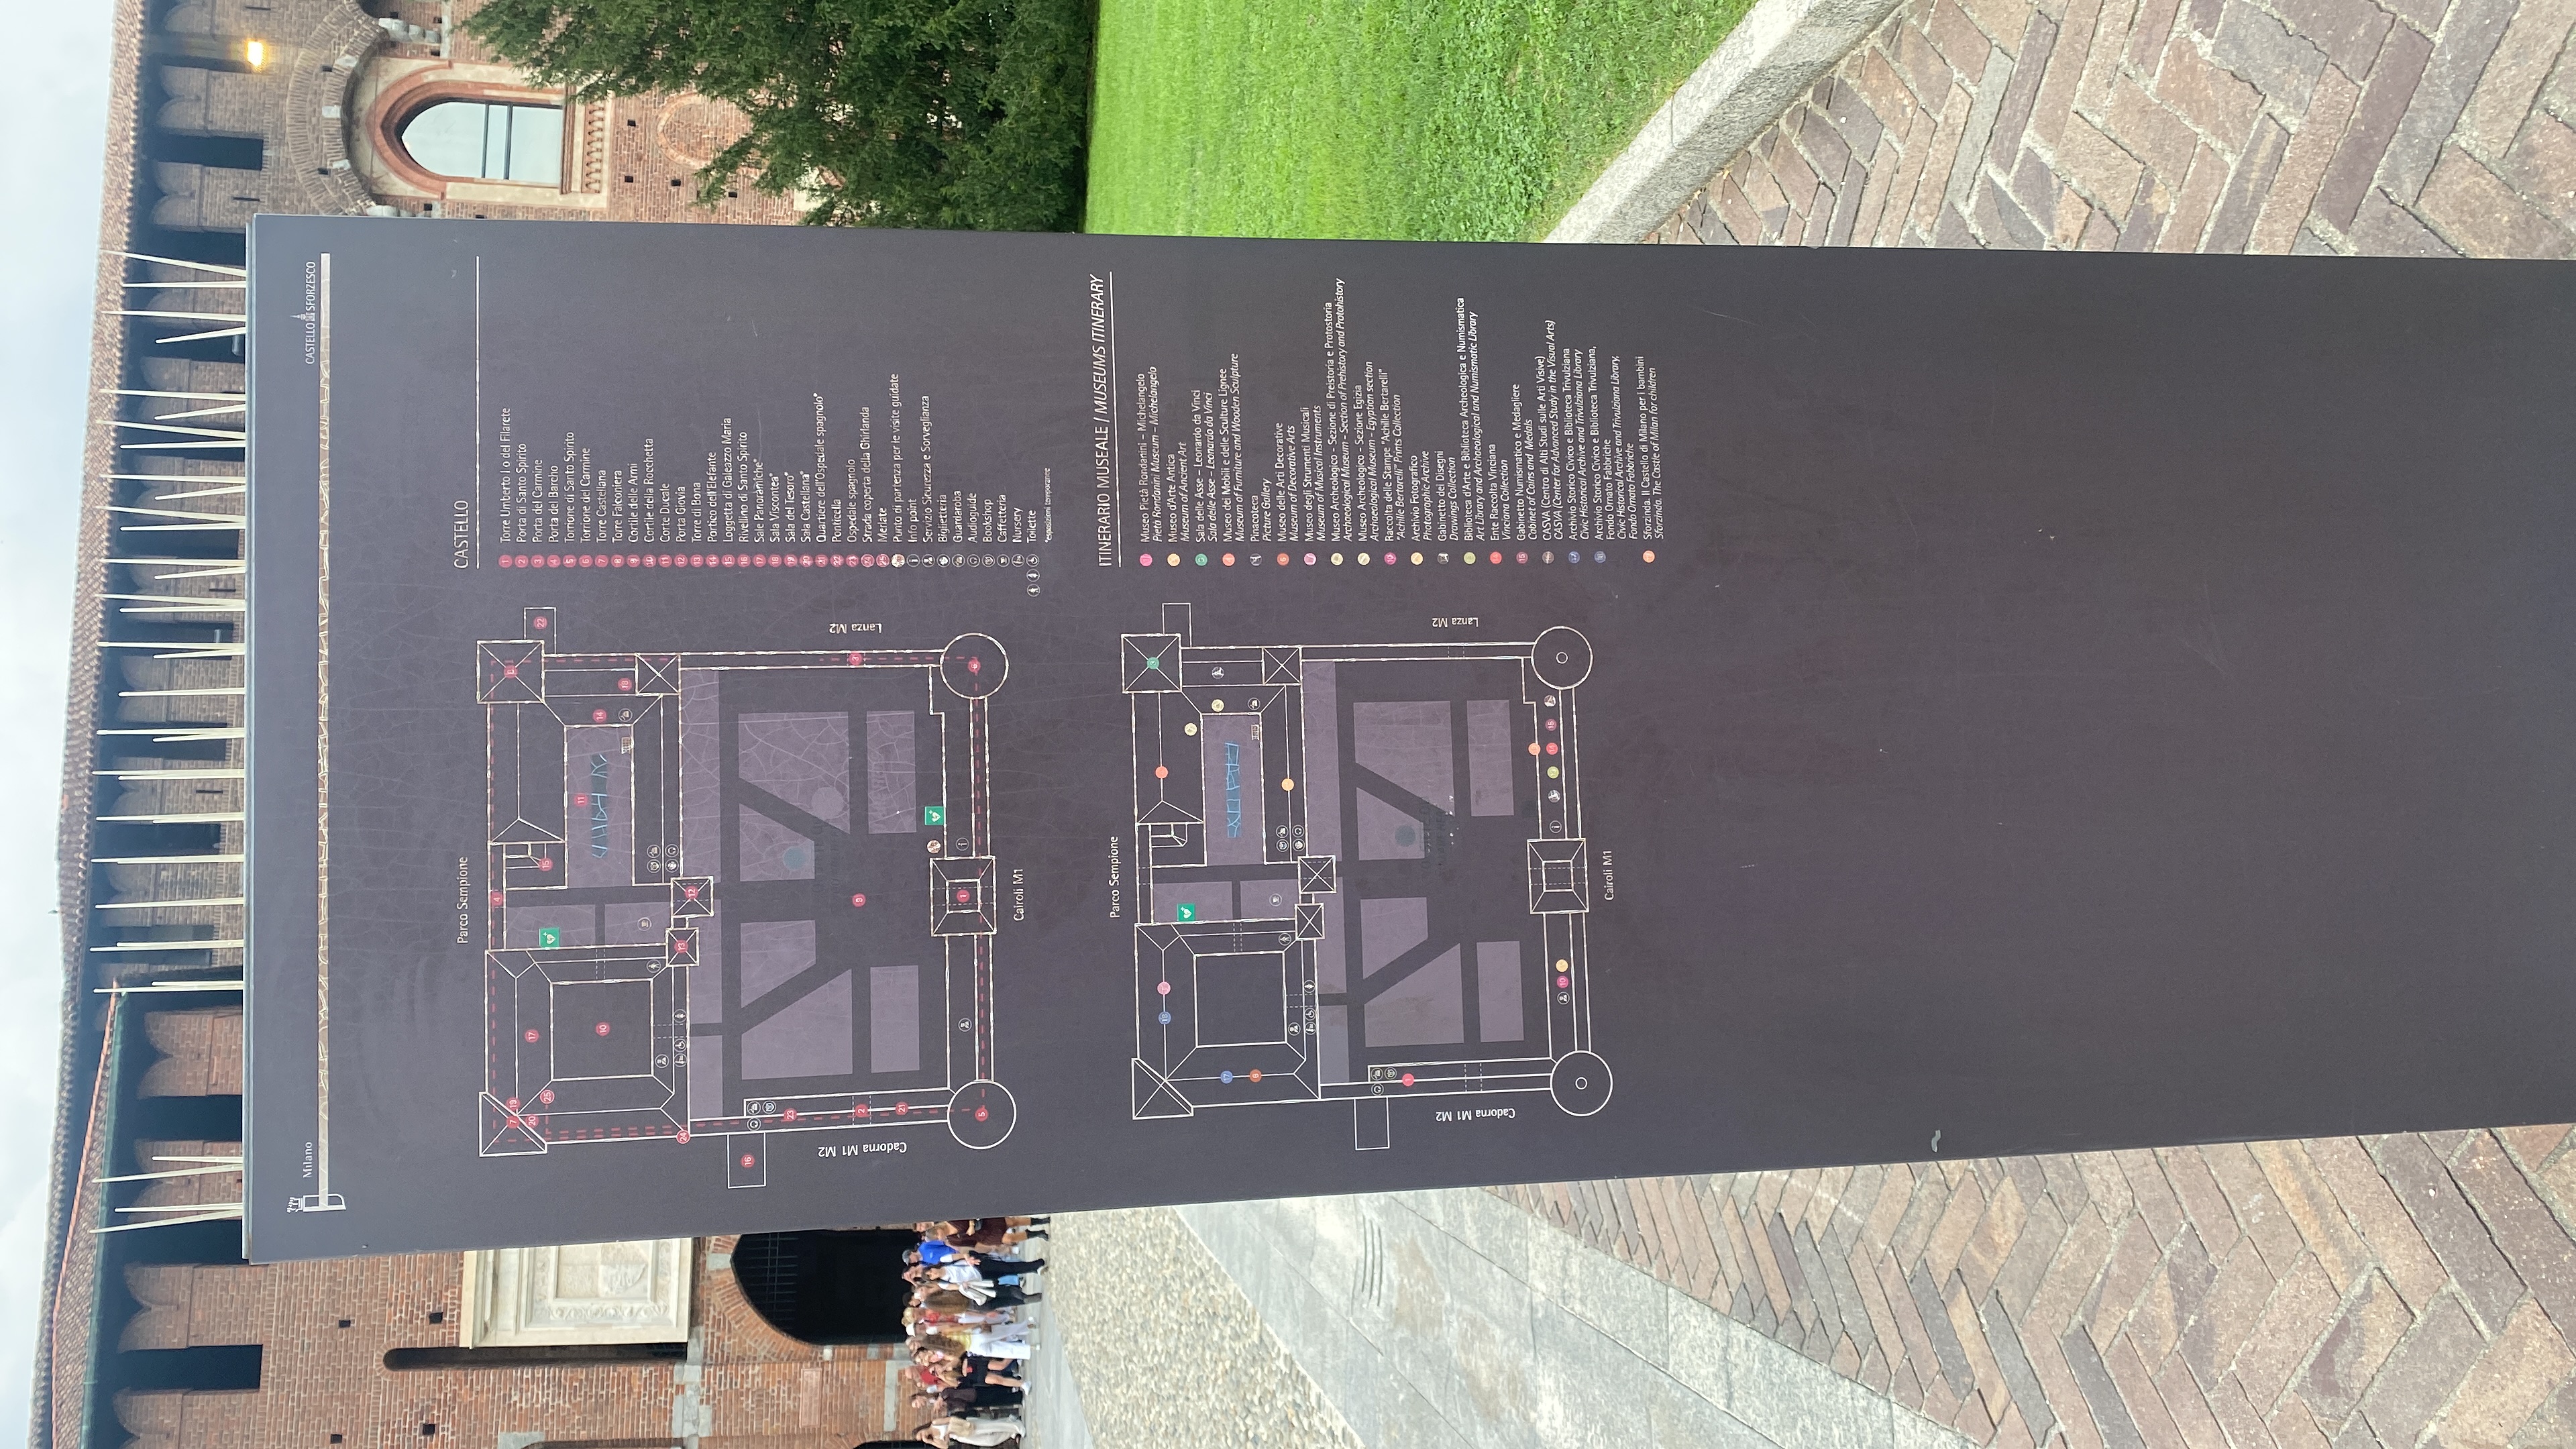 Milano
CASTELLO SFORZESCO
Parco Sempione
CASTELLO
1 Torre Umberto I o del Filarete
2 Porta di Santo Spirito
3 Porta del Carmine
4 Porta del Barcho
5 Torrione di Santo Spirito
6 Torrione del Carmine
7 Torre Castellana
8 Torre Falconiera
9 Cortile delle Armi
10 Cortile della Rocchetta
11 Corte Ducale
12 Porta Giovia
13 Torre di Bona
14 Portico dell'Elefante
15 Loggetta di Galeazzo Maria
16 Rivellino di Santo Spirito
17 Sale Panoramiche*
18 Sala Viscontea*
19 Sala del Tesoro*
20 Sala Castellana*
21 Quartiere dell'Ospedale spagnolo*
22 Ponticella
23 Ospedale spagnolo
24 Strada coperta della Ghirlanda
25 Merlate
Punto di partenza per le visite guidate
Info point
Servizio Sicurezza e Sorveglianza
Biglietteria
Guardaroba
Audioguide
Bookshop
Caffetteria
Nursery
Toilette
*esposizioni temporanee
Cadorna M1 M2
Lanza M2
Cairoli M1
Parco Sempione
ITINERARIO MUSEALE / MUSEUMS ITINERARY
Museo Pietà Rondanini – Michelangelo
Pietà Rondanini Museum – Michelangelo
Museo d'Arte Antica
Museum of Ancient Art
Sala delle Asse – Leonardo da Vinci
Sala delle Asse – Leonardo da Vinci
Museo dei Mobili e delle Sculture Lignee
Museum of Furniture and Wooden Sculpture
Pinacoteca
Picture Gallery
6 Museo delle Arti Decorative
Museum of Decorative Arts
Museo degli Strumenti Musicali
Museum of Musical Instruments
Museo Archeologico - Sezione di Preistoria e Protostoria
Archaeological Museum – Section of Prehistory and Protohistory
Museo Archeologico - Sezione Egizia
Archaeological Museum – Egyptian section
10 Raccolta delle Stampe "Achille Bertarelli"
"Achille Bertarelli" Prints Collection
Archivio Fotografico
Photographic Archive
Gabinetto dei Disegni
Drawings Collection
Biblioteca d'Arte e Biblioteca Archeologica e Numismatica
Art Library and Archaeological and Numismatic Library
14 Ente Raccolta Vinciana
Vinciana Collection
15 Gabinetto Numismatico e Medagliere
Cabinet of Coins and Medals
CASVA (Centro di Alti Studi sulle Arti Visive)
CASVA (Center for Advanced Study in the Visual Arts)
17 Archivio Storico Civico e Biblioteca Trivulziana
Civic Historical Archive and Trivulziana Library
18 Archivio Storico Civico e Biblioteca Trivulziana,
Fondo Ornato Fabbriche
Civic Historical Archive and Trivulziana Library,
Fondo Ornato Fabbriche
Sforzinda. Il Castello di Milano per i bambini
Sforzinda. The Castle of Milan for children
Cadorna M1 M2
Lanza M2
Cairoli M1